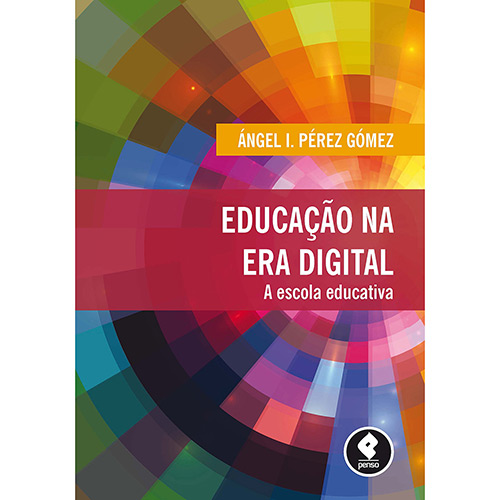 ÁNGEL I. PÉREZ GÓMEZ
EDUCAÇÃO NA
ERA DIGITAL
A escola educativa
penso